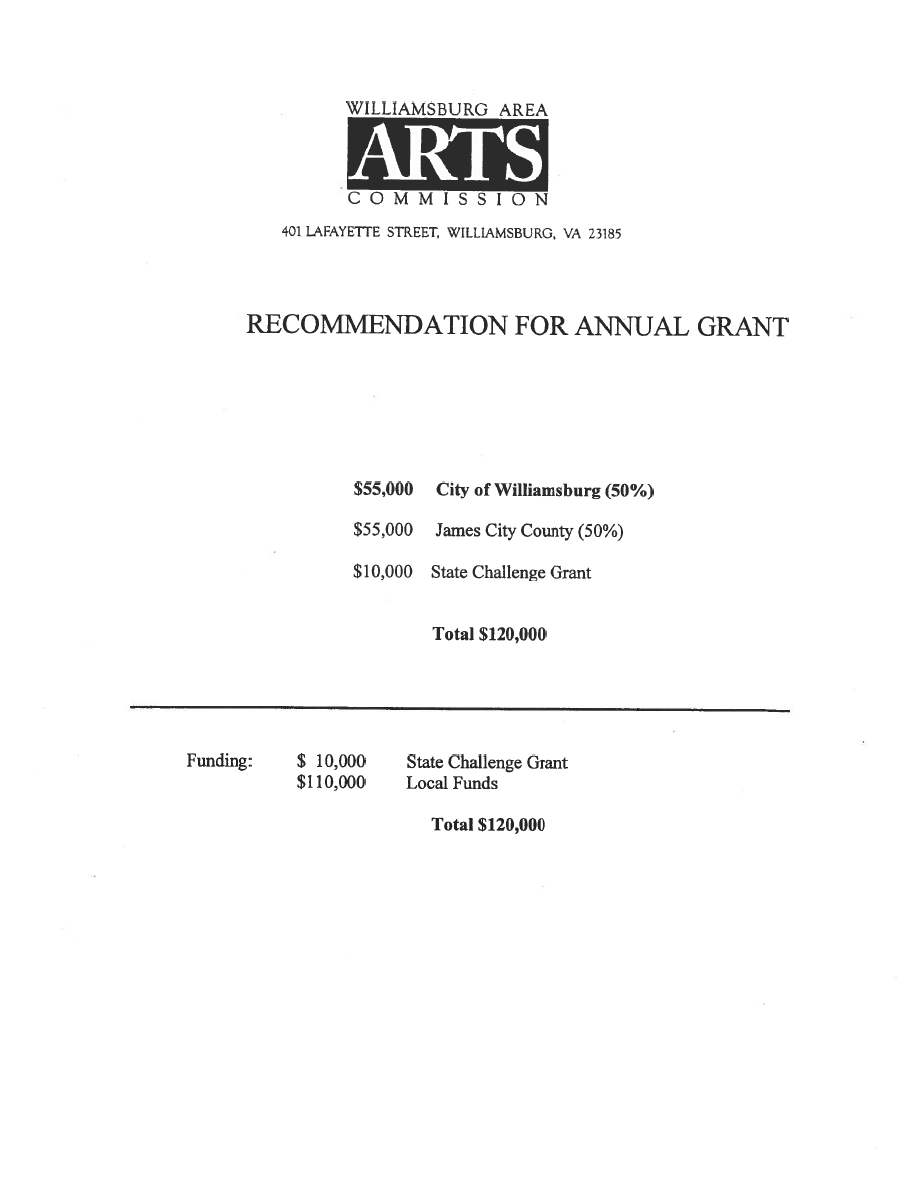 WILLIAMSBURG AREA
ARTS
COMMISSION
401 LAFAYETTE STREET, WILLIAMSBURG, VA 23185
RECOMMENDATION FOR ANNUAL GRANT
$55,000 City of Williamsburg (50%)
$55,000 James City County (50%)
$10,000 State Challenge Grant
Total $120,000
Funding: $ 10,000 State Challenge Grant
$110,000 Local Funds
Total $120,000